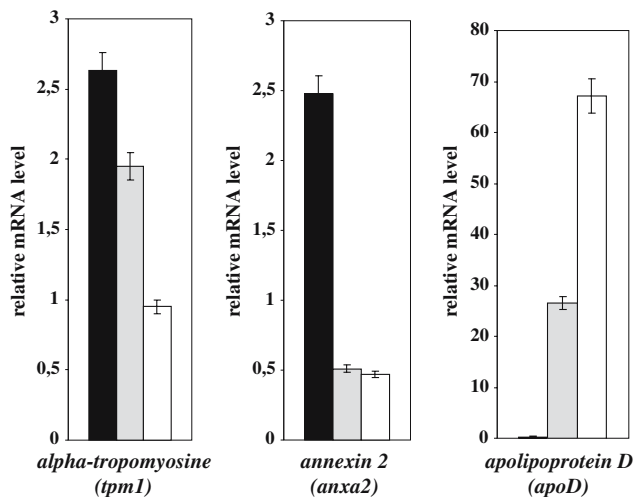 relative mRNA level
3
2,5
2
1,5
1
0,5
0
alpha-tropomyosine
(tpm1)
relative mRNA level
3
2,5
2
1,5
1
0,5
0
annexin 2
(anxa2)
relative mRNA level
80
70
60
50
40
30
20
10
0
apolipoprotein D
(apoD)